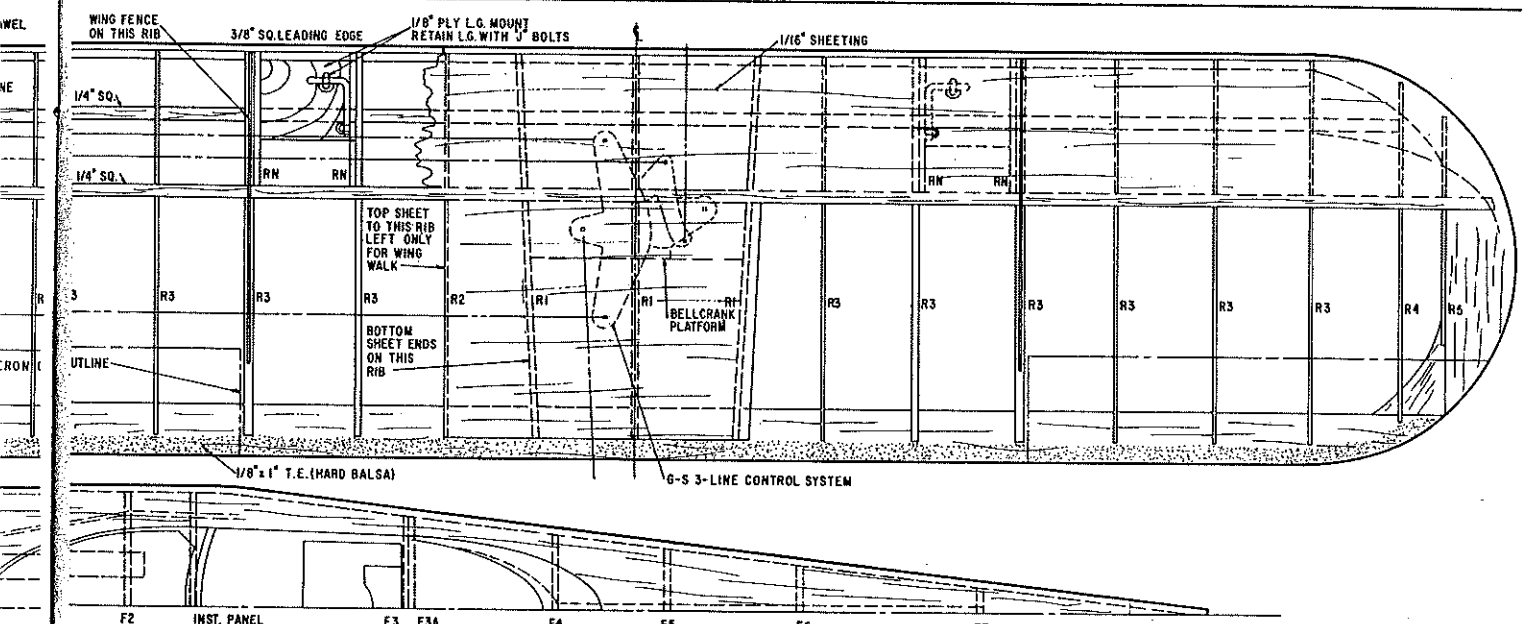 WING FENCE
ON THIS RIB
3/8" SQ. LEADING EDGE
1/8" PLY L.G. MOUNT
RETAIN L.G. WITH "J" BOLTS
1/16" SHEETING
1/4" SQ.
RN RN
RN RN
1/4" SQ.
TOP SHEET
TO THIS RIB
LEFT ONLY
FOR WING
WALK
R3 R3 R3 R2 R1 R1 R1 R3 R3 R3 R3 R3 R3 R4 R5
BELLCRANK
PLATFORM
BOTTOM
SHEET ENDS
ON THIS
RIB
UTLINE
1/8" x 1" T.E. (HARD BALSA)
G-S 3-LINE CONTROL SYSTEM
F2 INST. PANEL F3 F3A F4